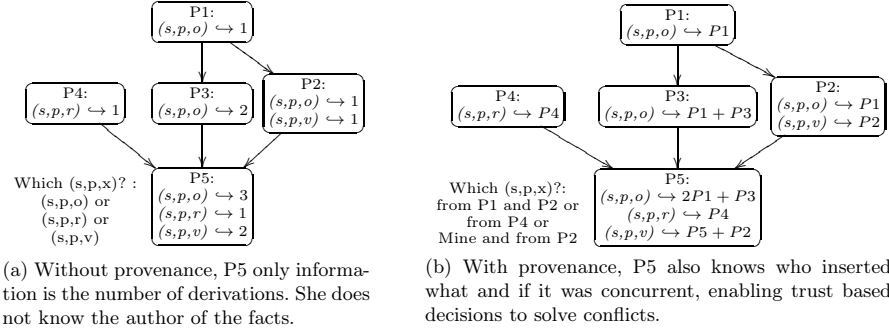 P1:
(s,p,o) ↪ 1
P4:
(s,p,r) ↪ 1
P3:
(s,p,o) ↪ 2
P2:
(s,p,o) ↪ 1
(s,p,v) ↪ 1
Which (s,p,x)? :
(s,p,o) or
(s,p,r) or
(s,p,v)
P5:
(s,p,o) ↪ 3
(s,p,r) ↪ 1
(s,p,v) ↪ 2
(a) Without provenance, P5 only informa-
tion is the number of derivations. She does
not know the author of the facts.
P1:
(s,p,o) ↪ P1
P4:
(s,p,r) ↪ P4
P3:
(s,p,o) ↪ P1 + P3
P2:
(s,p,o) ↪ P1
(s,p,v) ↪ P2
Which (s,p,x)?:
from P1 and P2 or
from P4 or
Mine and from P2
P5:
(s,p,o) ↪ 2P1 + P3
(s,p,r) ↪ P4
(s,p,v) ↪ P5 + P2
(b) With provenance, P5 also knows who inserted
what and if it was concurrent, enabling trust based
decisions to solve conflicts.